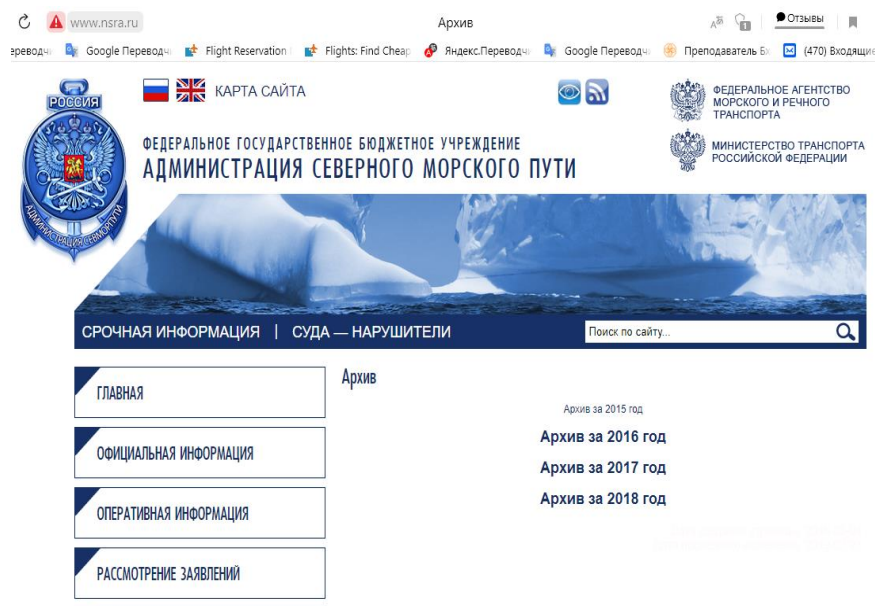 www.nsra.ru
Архив
Отзывы
ереводч
Google Переводч
Flight Reservation
Flights: Find Cheap
Яндекс.Переводч
Google Переводч
Преподаватель Бх
(470) Входящие
КАРТА САЙТА
РОССИЯ
АДМИНИСТРАЦИЯ СЕВМОРПУТИ
ФЕДЕРАЛЬНОЕ ГОСУДАРСТВЕННОЕ БЮДЖЕТНОЕ УЧРЕЖДЕНИЕ
АДМИНИСТРАЦИЯ СЕВЕРНОГО МОРСКОГО ПУТИ
ФЕДЕРАЛЬНОЕ АГЕНТСТВО
МОРСКОГО И РЕЧНОГО
ТРАНСПОРТА
МИНИСТЕРСТВО ТРАНСПОРТА
РОССИЙСКОЙ ФЕДЕРАЦИИ
СРОЧНАЯ ИНФОРМАЦИЯ | СУДА — НАРУШИТЕЛИ
Поиск по сайту...
ГЛАВНАЯ
ОФИЦИАЛЬНАЯ ИНФОРМАЦИЯ
ОПЕРАТИВНАЯ ИНФОРМАЦИЯ
РАССМОТРЕНИЕ ЗАЯВЛЕНИЙ
Архив
Архив за 2015 год
Архив за 2016 год
Архив за 2017 год
Архив за 2018 год